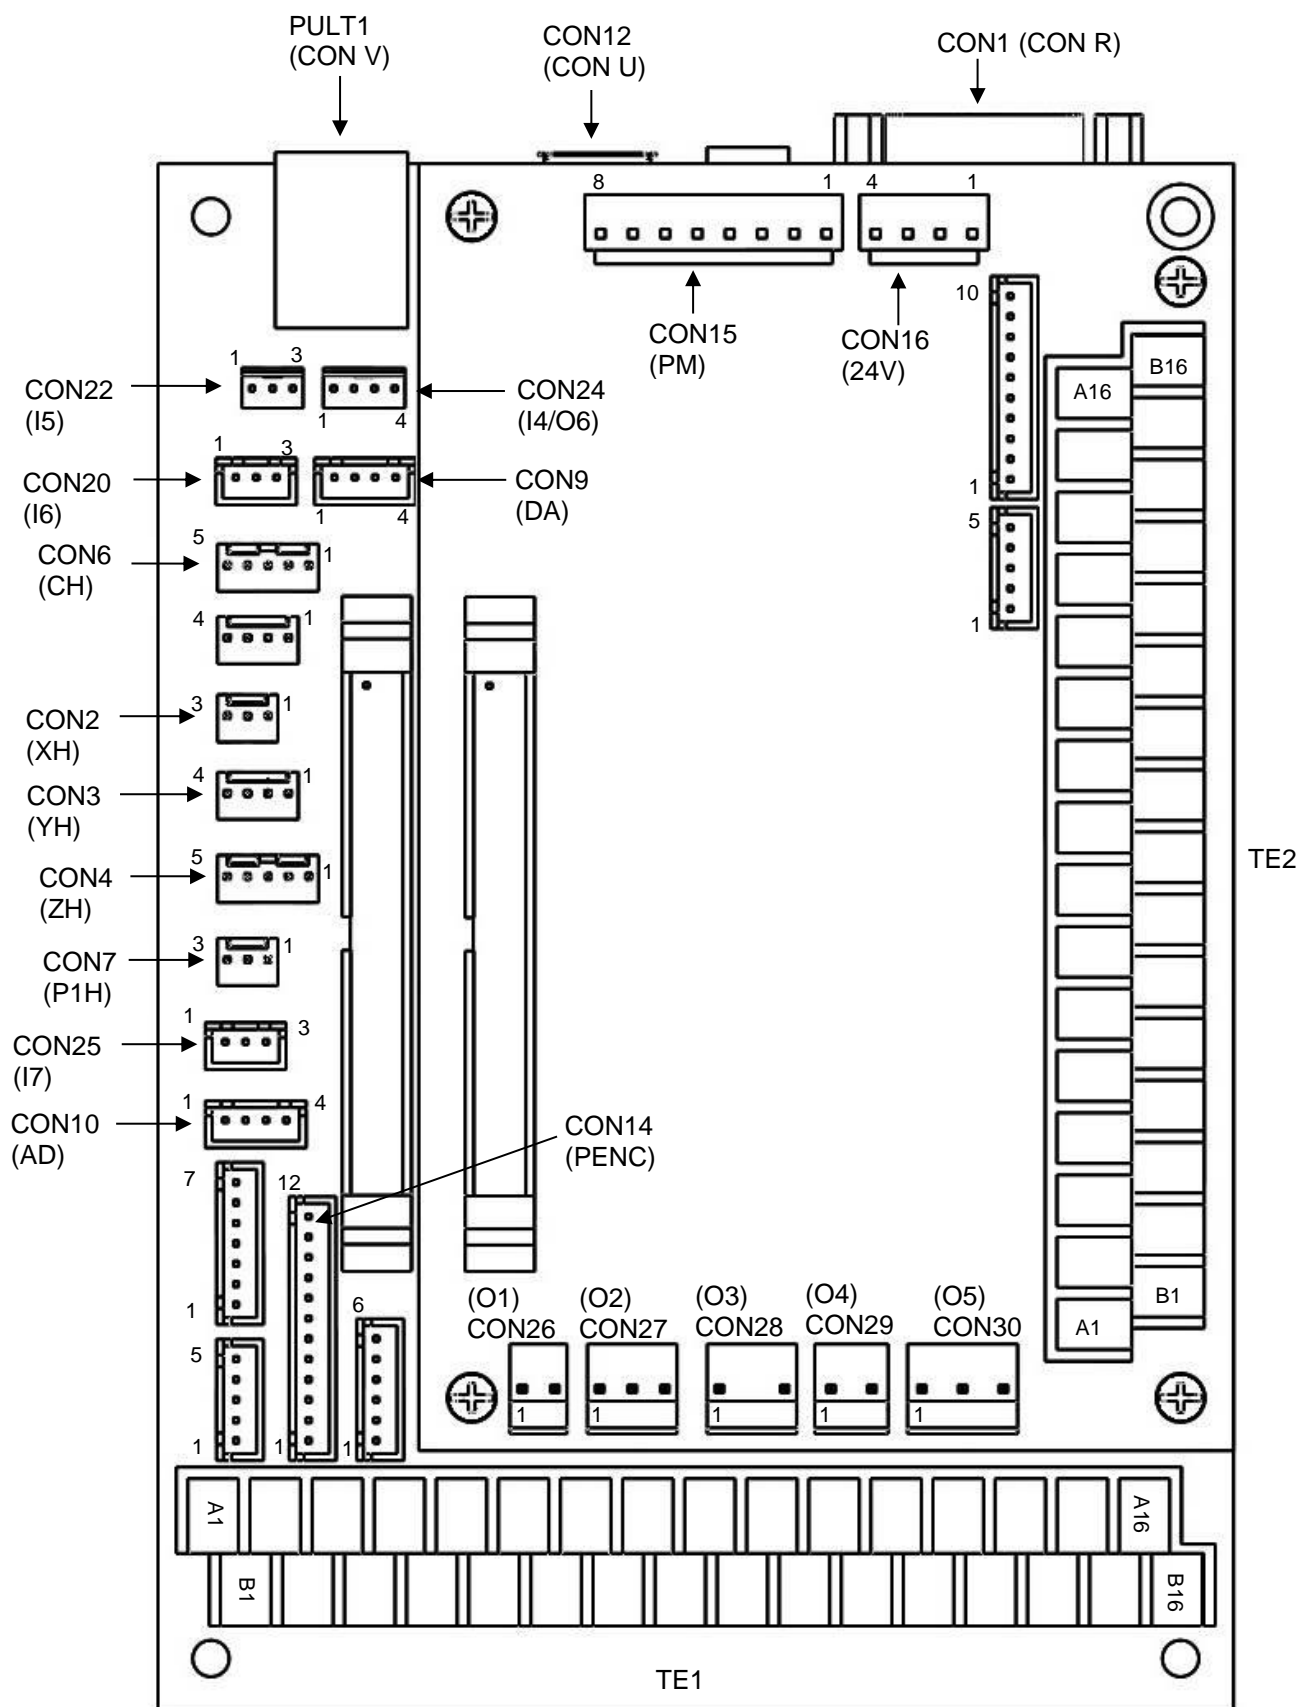 PULT1
(CON V)
CON12
(CON U)
CON1 (CON R)
8 1 4 1
CON15
(PM)
CON16
(24V)
10
1
5
1
B16
A16
1 3
CON22
(I5)
CON24
(I4/O6)
1 4
1 3
CON20
(I6)
CON9
(DA)
1 4
5 1
CON6
(CH)
4 1
3 1
CON2
(XH)
4 1
CON3
(YH)
5 1
CON4
(ZH)
TE2
3 1
CON7
(P1H)
1 3
CON25
(I7)
1 4
CON10
(AD)
CON14
(PENC)
7
12
1
6
5
1 1 1
(O1) (O2) (O3) (O4) (O5)
CON26 CON27 CON28 CON29 CON30
1 1 1 1 1
B1
A1
A1 A16
B1 B16
TE1